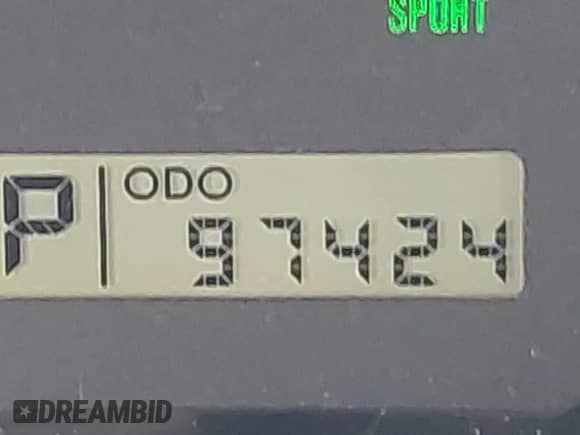 SPORT
P
ODO
97424
DREAMBID